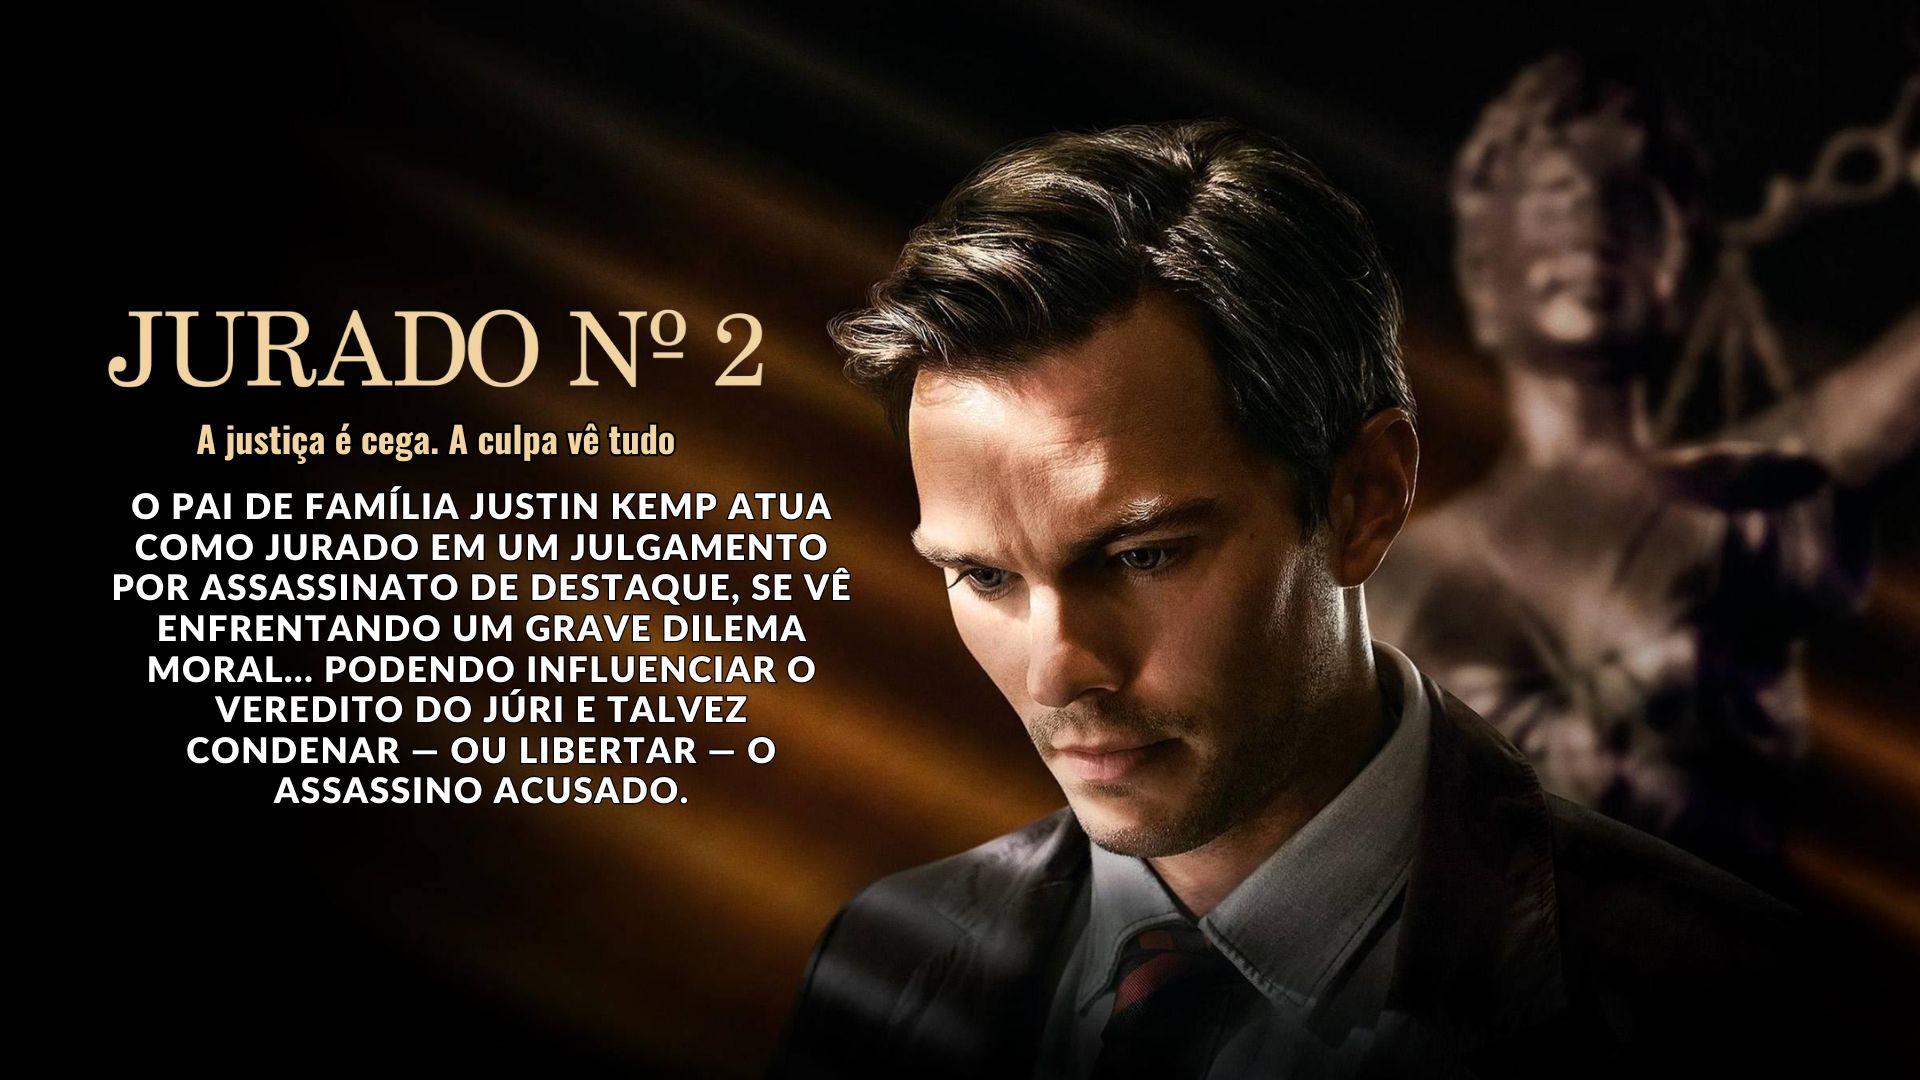 JURADO Nº 2
A justiça é cega. A culpa vê tudo
O PAI DE FAMÍLIA JUSTIN KEMP ATUA
COMO JURADO EM UM JULGAMENTO
POR ASSASSINATO DE DESTAQUE, SE VÊ
ENFRENTANDO UM GRAVE DILEMA
MORAL... PODENDO INFLUENCIAR O
VEREDITO DO JÚRI E TALVEZ
CONDENAR — OU LIBERTAR — O
ASSASSINO ACUSADO.